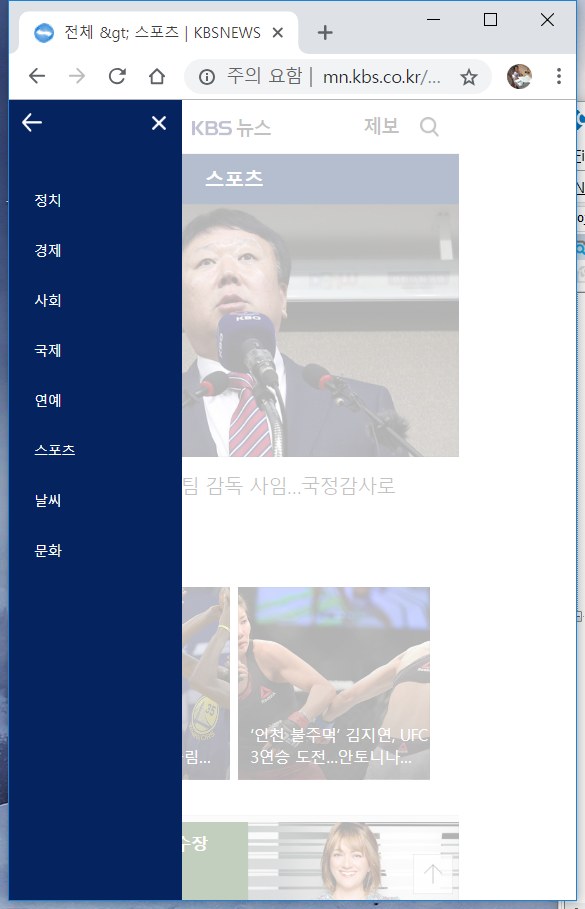 전체 &gt; 스포츠 | KBSNEWS
주의 요함 | mn.kbs.co.kr/...
KBS 뉴스
제보
정치
경제
사회
국제
연예
스포츠
날씨
문화
스포츠
KBO
팀 감독 사임...국정감사로
림...
'인천 불주먹' 김지연, UFC
3연승 도전...안토니나...
수장